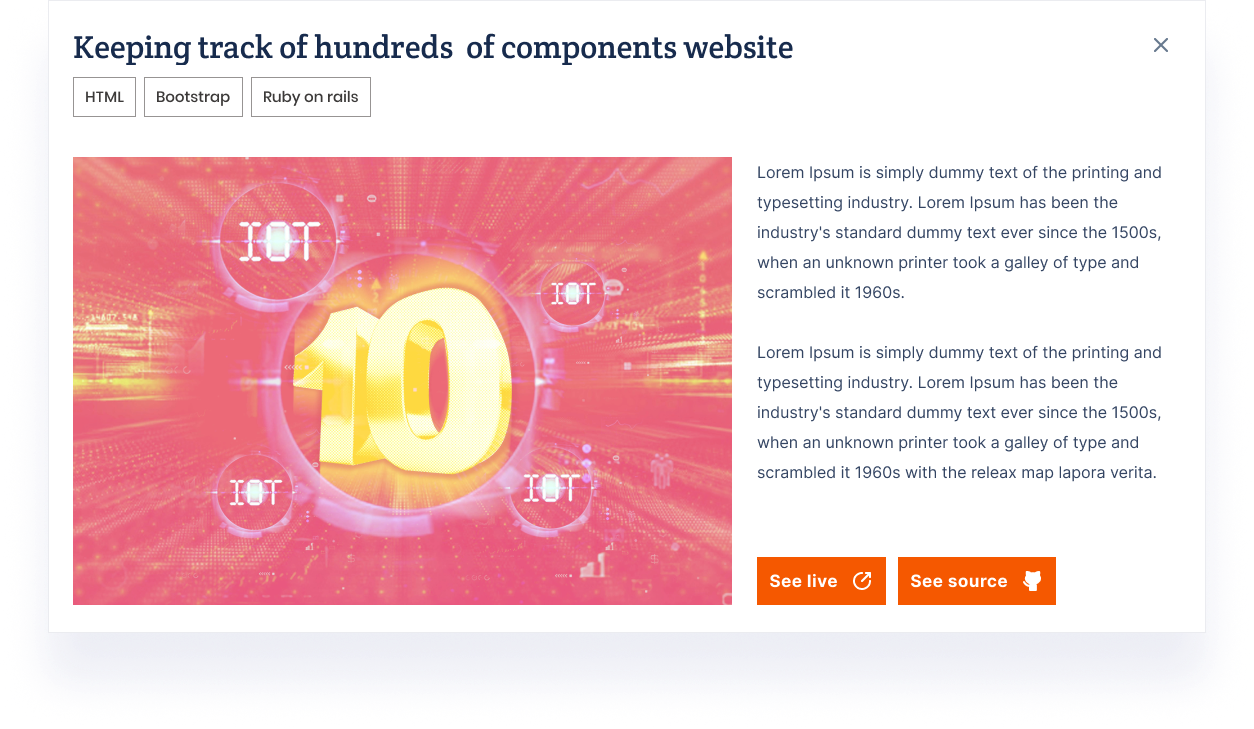 Keeping track of hundreds  of components website
HTML
Bootstrap
Ruby on rails
IOT
IOT
10
IOT
IOT
Lorem Ipsum is simply dummy text of the printing and
typesetting industry. Lorem Ipsum has been the
industry's standard dummy text ever since the 1500s,
when an unknown printer took a galley of type and
scrambled it 1960s.
Lorem Ipsum is simply dummy text of the printing and
typesetting industry. Lorem Ipsum has been the
industry's standard dummy text ever since the 1500s,
when an unknown printer took a galley of type and
scrambled it 1960s with the releax map lapora verita.
See live
See source